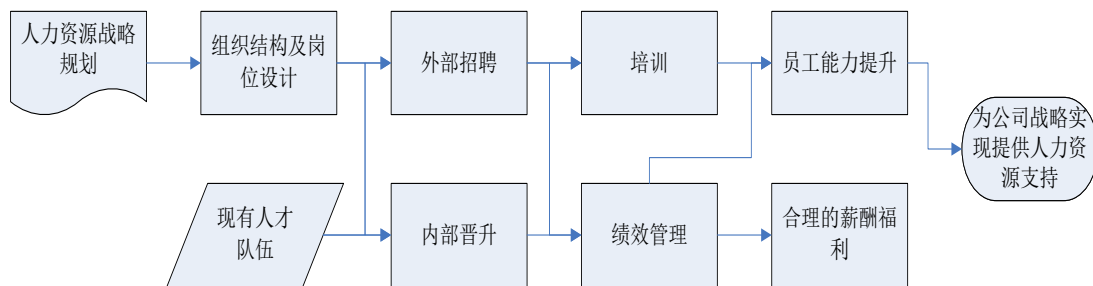 人力资源战略
规划
组织结构及岗
位设计
外部招聘
培训
员工能力提升
为公司战略实
现提供人力资
源支持
现有人才
队伍
内部晋升
绩效管理
合理的薪酬福
利